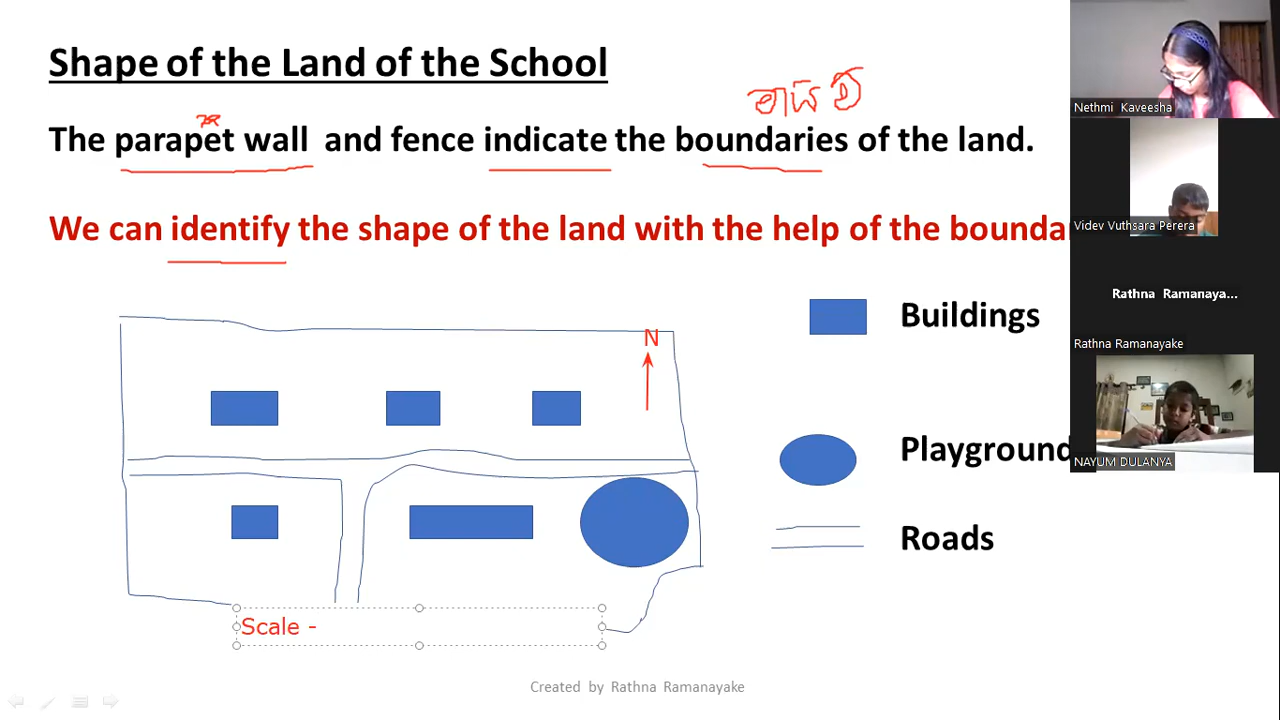 Shape of the Land of the School
මායිම්
The parapet wall and fence indicate the boundaries of the land.
We can identify the shape of the land with the help of the bounda
N
Buildings
Playground
Roads
Scale -
Created by Rathna Ramanayake
Nethmi Kaveesha
Videv Vuthsara Perera
Rathna Ramanaya...
Rathna Ramanayake
NAYUM DULANYA